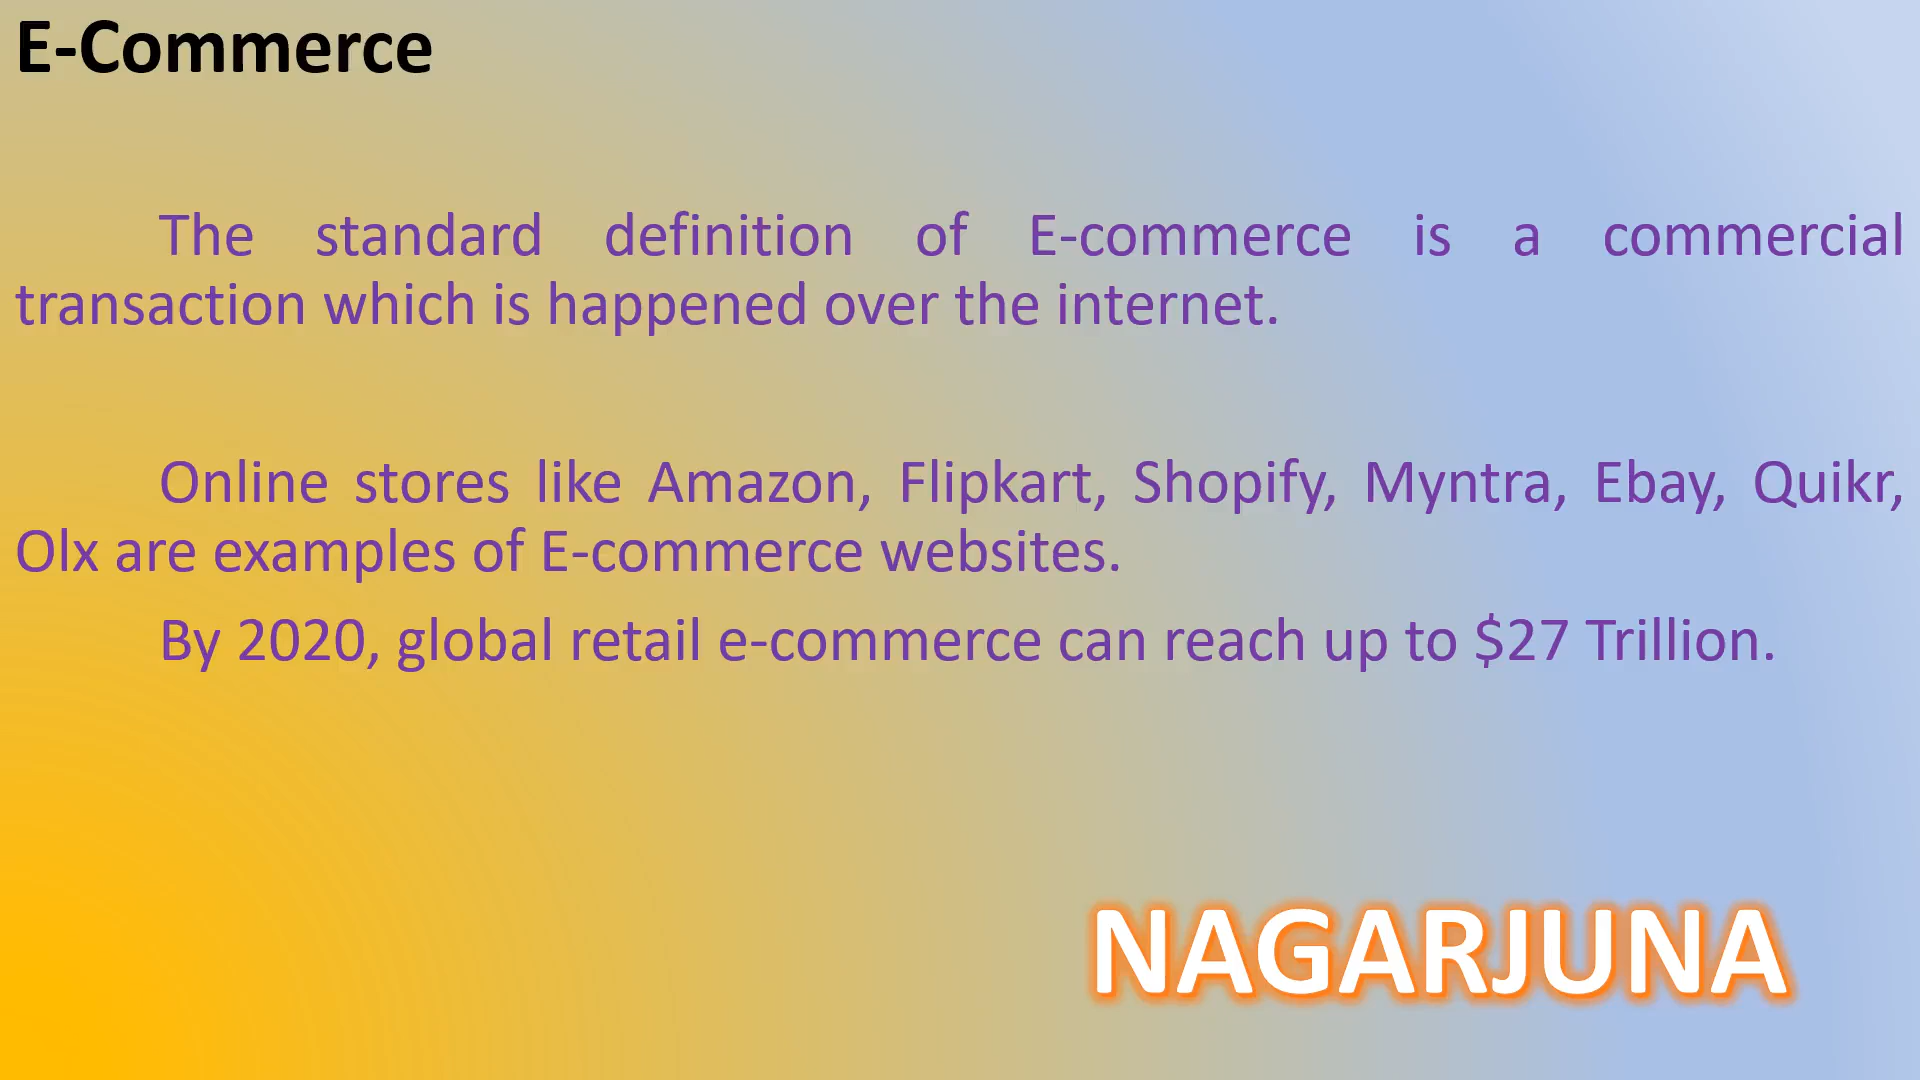 E-Commerce
The standard definition of E-commerce is a commercial
transaction which is happened over the internet.
Online stores like Amazon, Flipkart, Shopify, Myntra, Ebay, Quikr,
Olx are examples of E-commerce websites.
By 2020, global retail e-commerce can reach up to $27 Trillion.
NAGARJUNA